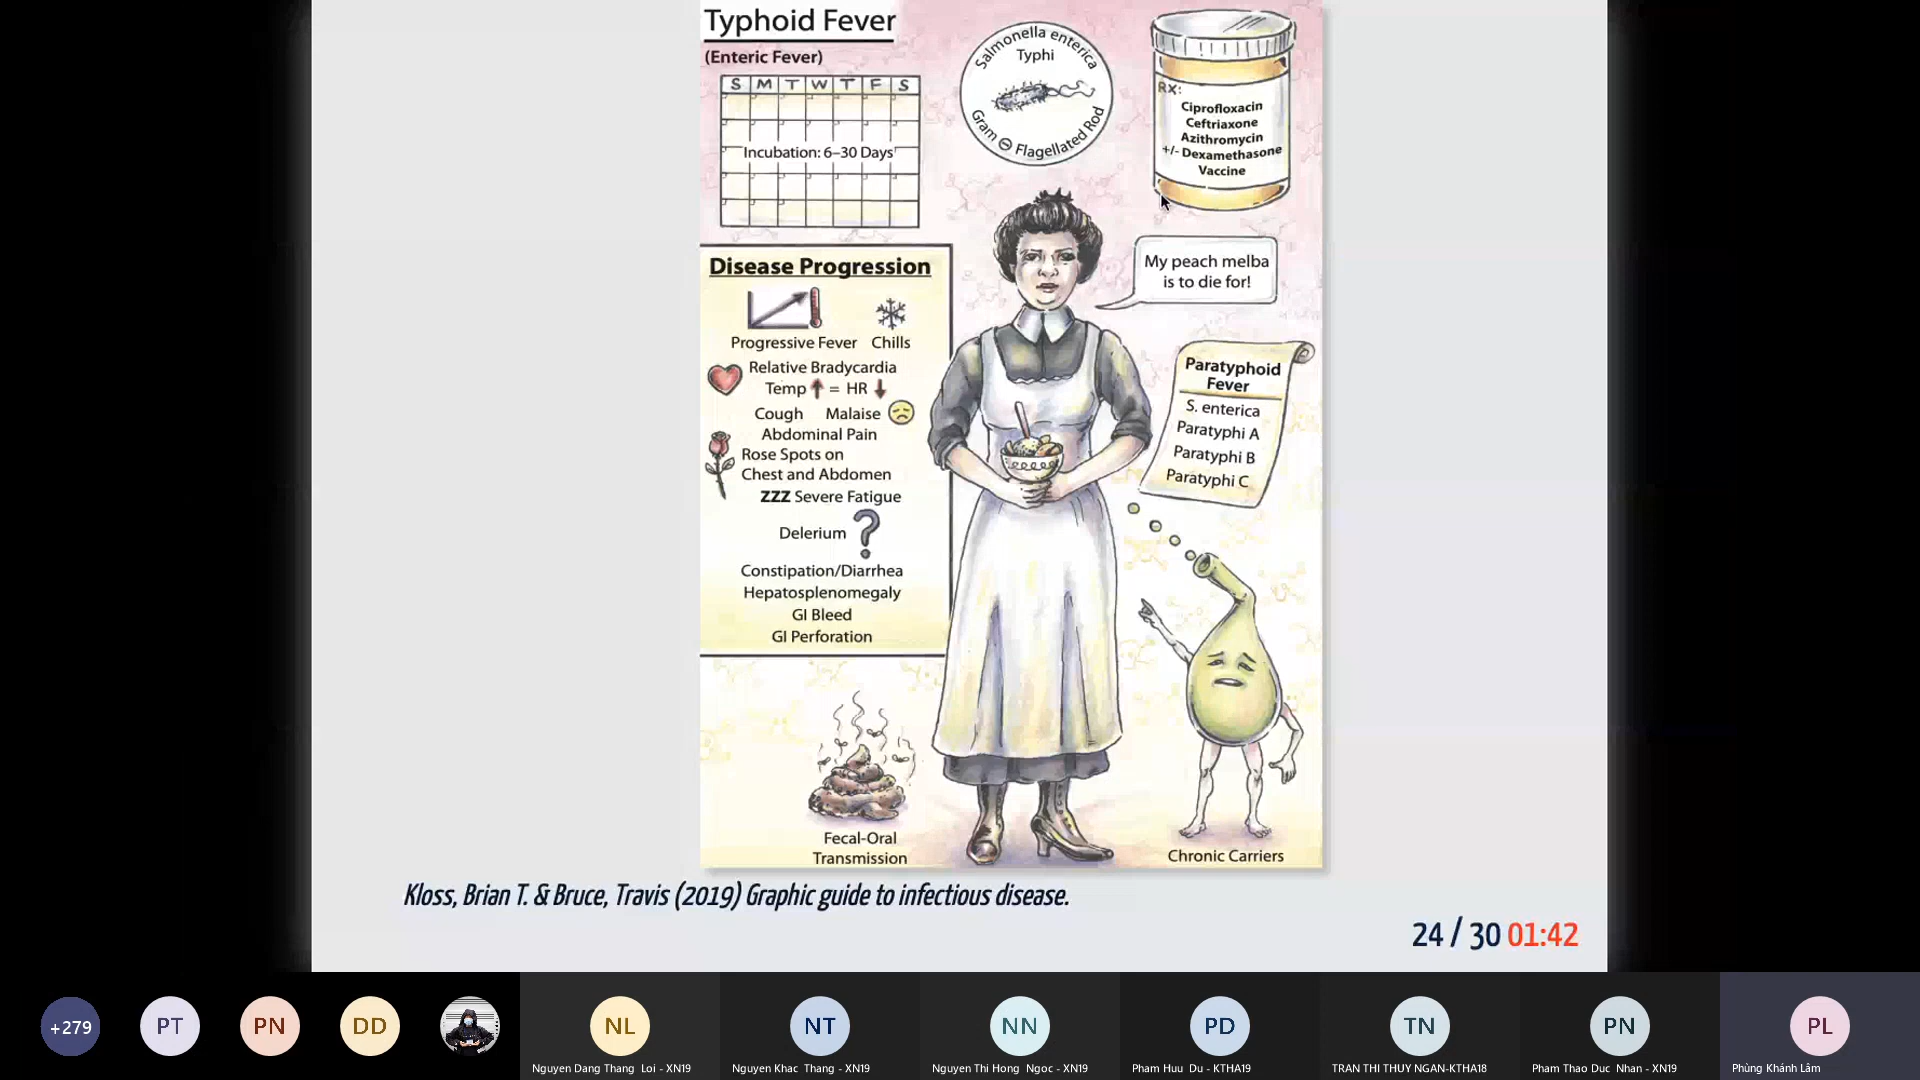 Typhoid Fever
(Enteric Fever)
S M T W T F S
Incubation: 6–30 Days
Salmonella enterica
Typhi
Gram ⊖ Flagellated Rod
RX:
Ciprofloxacin
Ceftriaxone
Azithromycin
+/- Dexamethasone
Vaccine
My peach melba
is to die for!
Disease Progression
Progressive Fever Chills
Relative Bradycardia
Temp ↑ = HR ↓
Cough Malaise
Abdominal Pain
Rose Spots on
Chest and Abdomen
ZZZ Severe Fatigue
Delerium ?
Constipation/Diarrhea
Hepatosplenomegaly
GI Bleed
GI Perforation
Paratyphoid
Fever
S. enterica
Paratyphi A
Paratyphi B
Paratyphi C
Fecal-Oral
Transmission
Chronic Carriers
Kloss, Brian T. & Bruce, Travis (2019) Graphic guide to infectious disease.
24 / 30 01:42
+279 PT PN DD NL NT NN PD TN PN PL
Nguyen Dang Thang Loi - XN19
Nguyen Khac Thang - XN19
Nguyen Thi Hong Ngoc - XN19
Pham Huu Du - KTHA19
TRAN THI THUY NGAN-KTHA18
Pham Thao Duc Nhan - XN19
Phùng Khánh Lâm